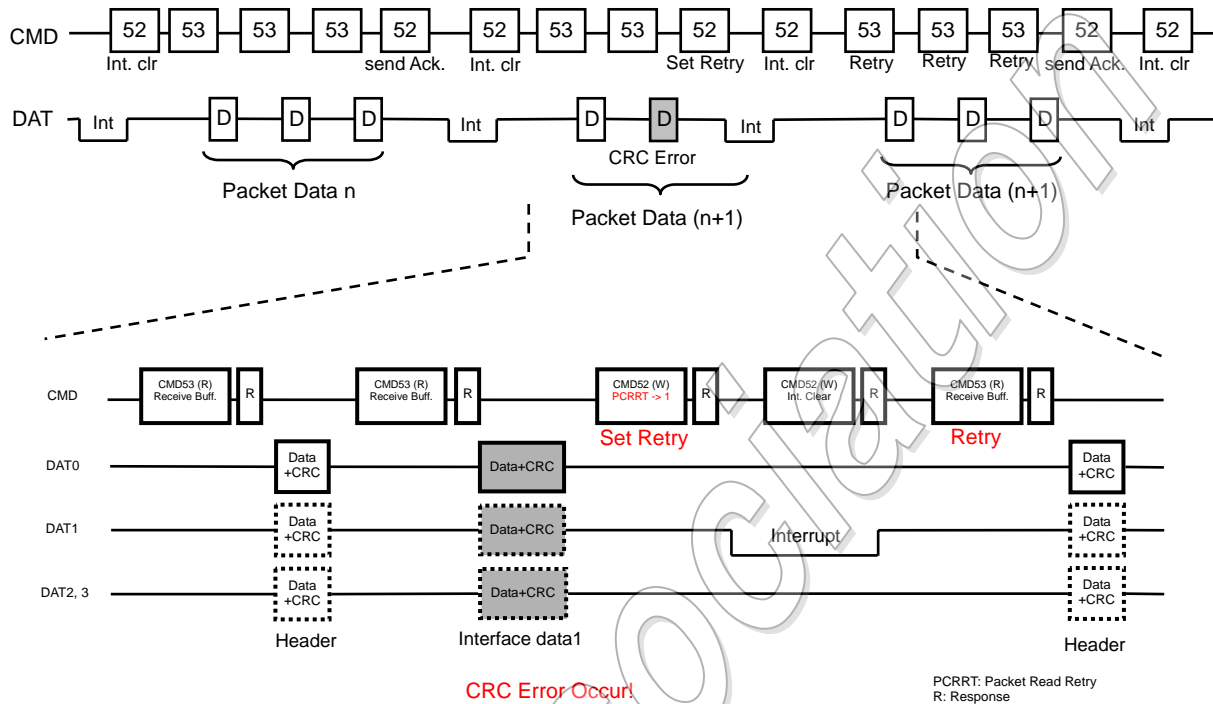 CMD 52 53 53 53 52 52 53 53 52 52 53 53 53 52 52
Int. clr send Ack. Int. clr Set Retry Int. clr Retry Retry Retry send Ack. Int. clr
DAT Int D D D Int D D Int D D D Int
CRC Error
Packet Data n
Packet Data (n+1)
Packet Data (n+1)
CMD
CMD53 (R)
Receive Buff.
R
CMD53 (R)
Receive Buff.
R
CMD52 (W)
PCRRT -> 1
R
CMD52 (W)
Int. Clear
R
CMD53 (R)
Receive Buff.
R
Set Retry
Retry
DAT0
Data
+CRC
Data+CRC
Data
+CRC
DAT1
Data
+CRC
Data+CRC
Interrupt
Data
+CRC
DAT2, 3
Data
+CRC
Data+CRC
Data
+CRC
Header
Interface data1
Header
CRC Error Occur!
PCRRT: Packet Read Retry
R: Response
ociation